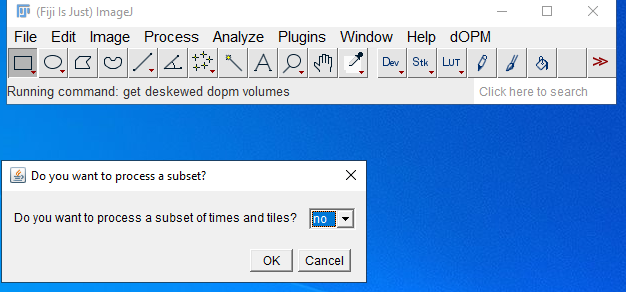 (Fiji Is Just) ImageJ
File Edit Image Process Analyze Plugins Window Help dOPM
A Dev Stk LUT >>
Running command: get deskewed dopm volumes Click here to search
Do you want to process a subset?
Do you want to process a subset of times and tiles? no
OK Cancel